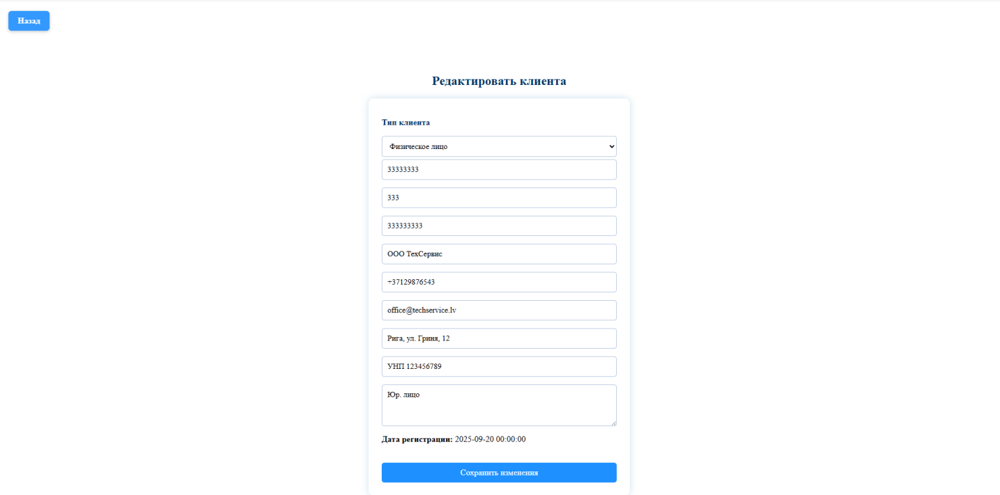 Назад
Редактировать клиента
Тип клиента
Физическое лицо
33333333
333
333333333
ООО ТехСервис
+37129876543
office@techservice.lv
Рига, ул. Гриня, 12
УНП 123456789
Юр. лицо
Дата регистрации: 2025-09-20 00:00:00
Сохранить изменения